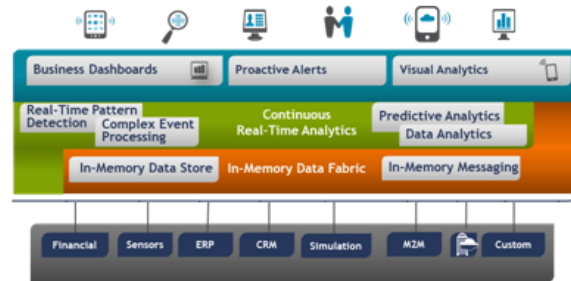 Business Dashboards
Proactive Alerts
Visual Analytics
Real-Time Pattern
Detection
Complex Event
Processing
Continuous
Real-Time Analytics
Predictive Analytics
Data Analytics
In-Memory Data Store
In-Memory Data Fabric
In-Memory Messaging
Financial
Sensors
ERP
CRM
Simulation
M2M
Custom